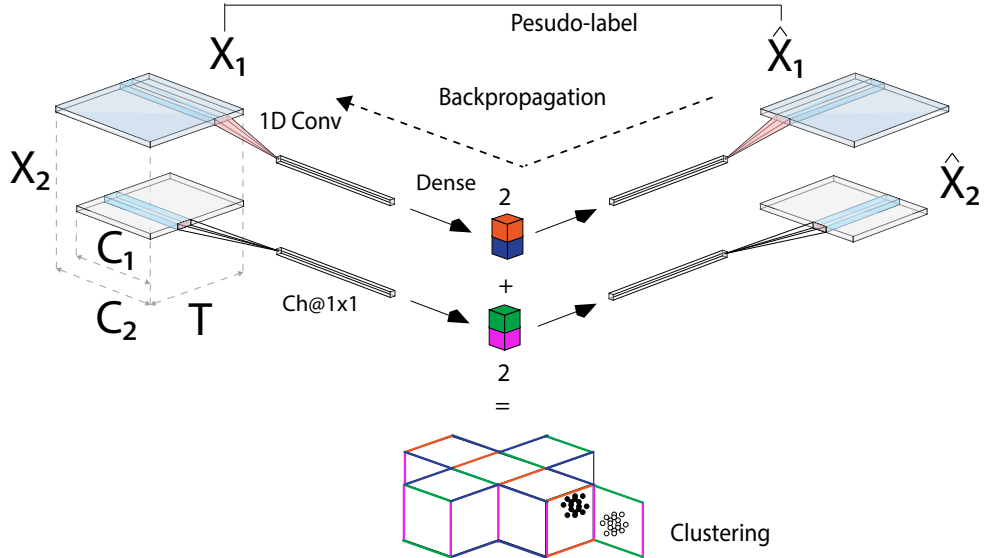 Pesudo-label
X1
X̂1
Backpropagation
1D Conv
X2
Dense
2
X̂2
C1
+
C2
T
Ch@1x1
2
=
Clustering